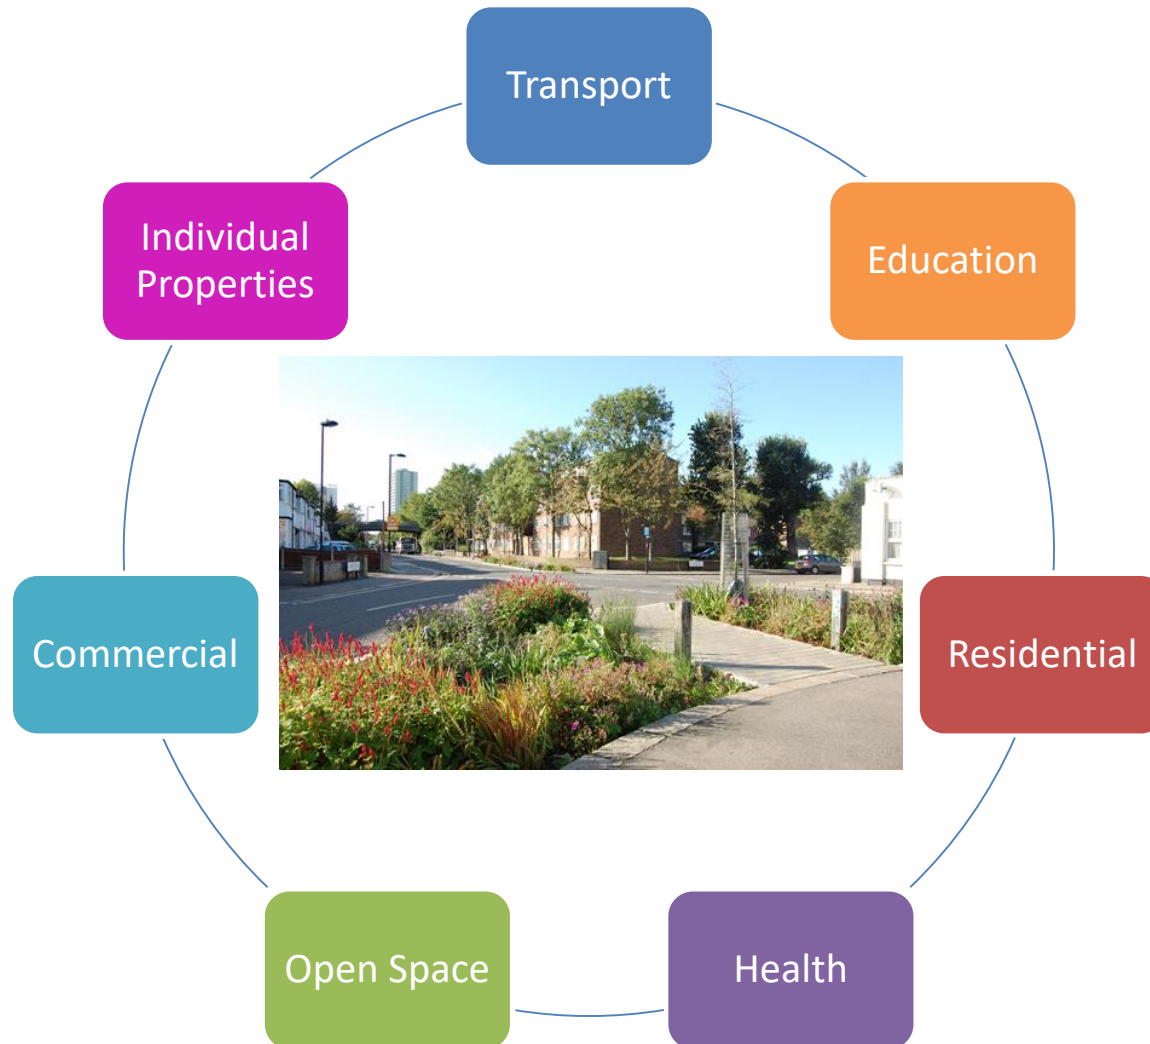 Transport
Education
Residential
Health
Open Space
Commercial
Individual
Properties